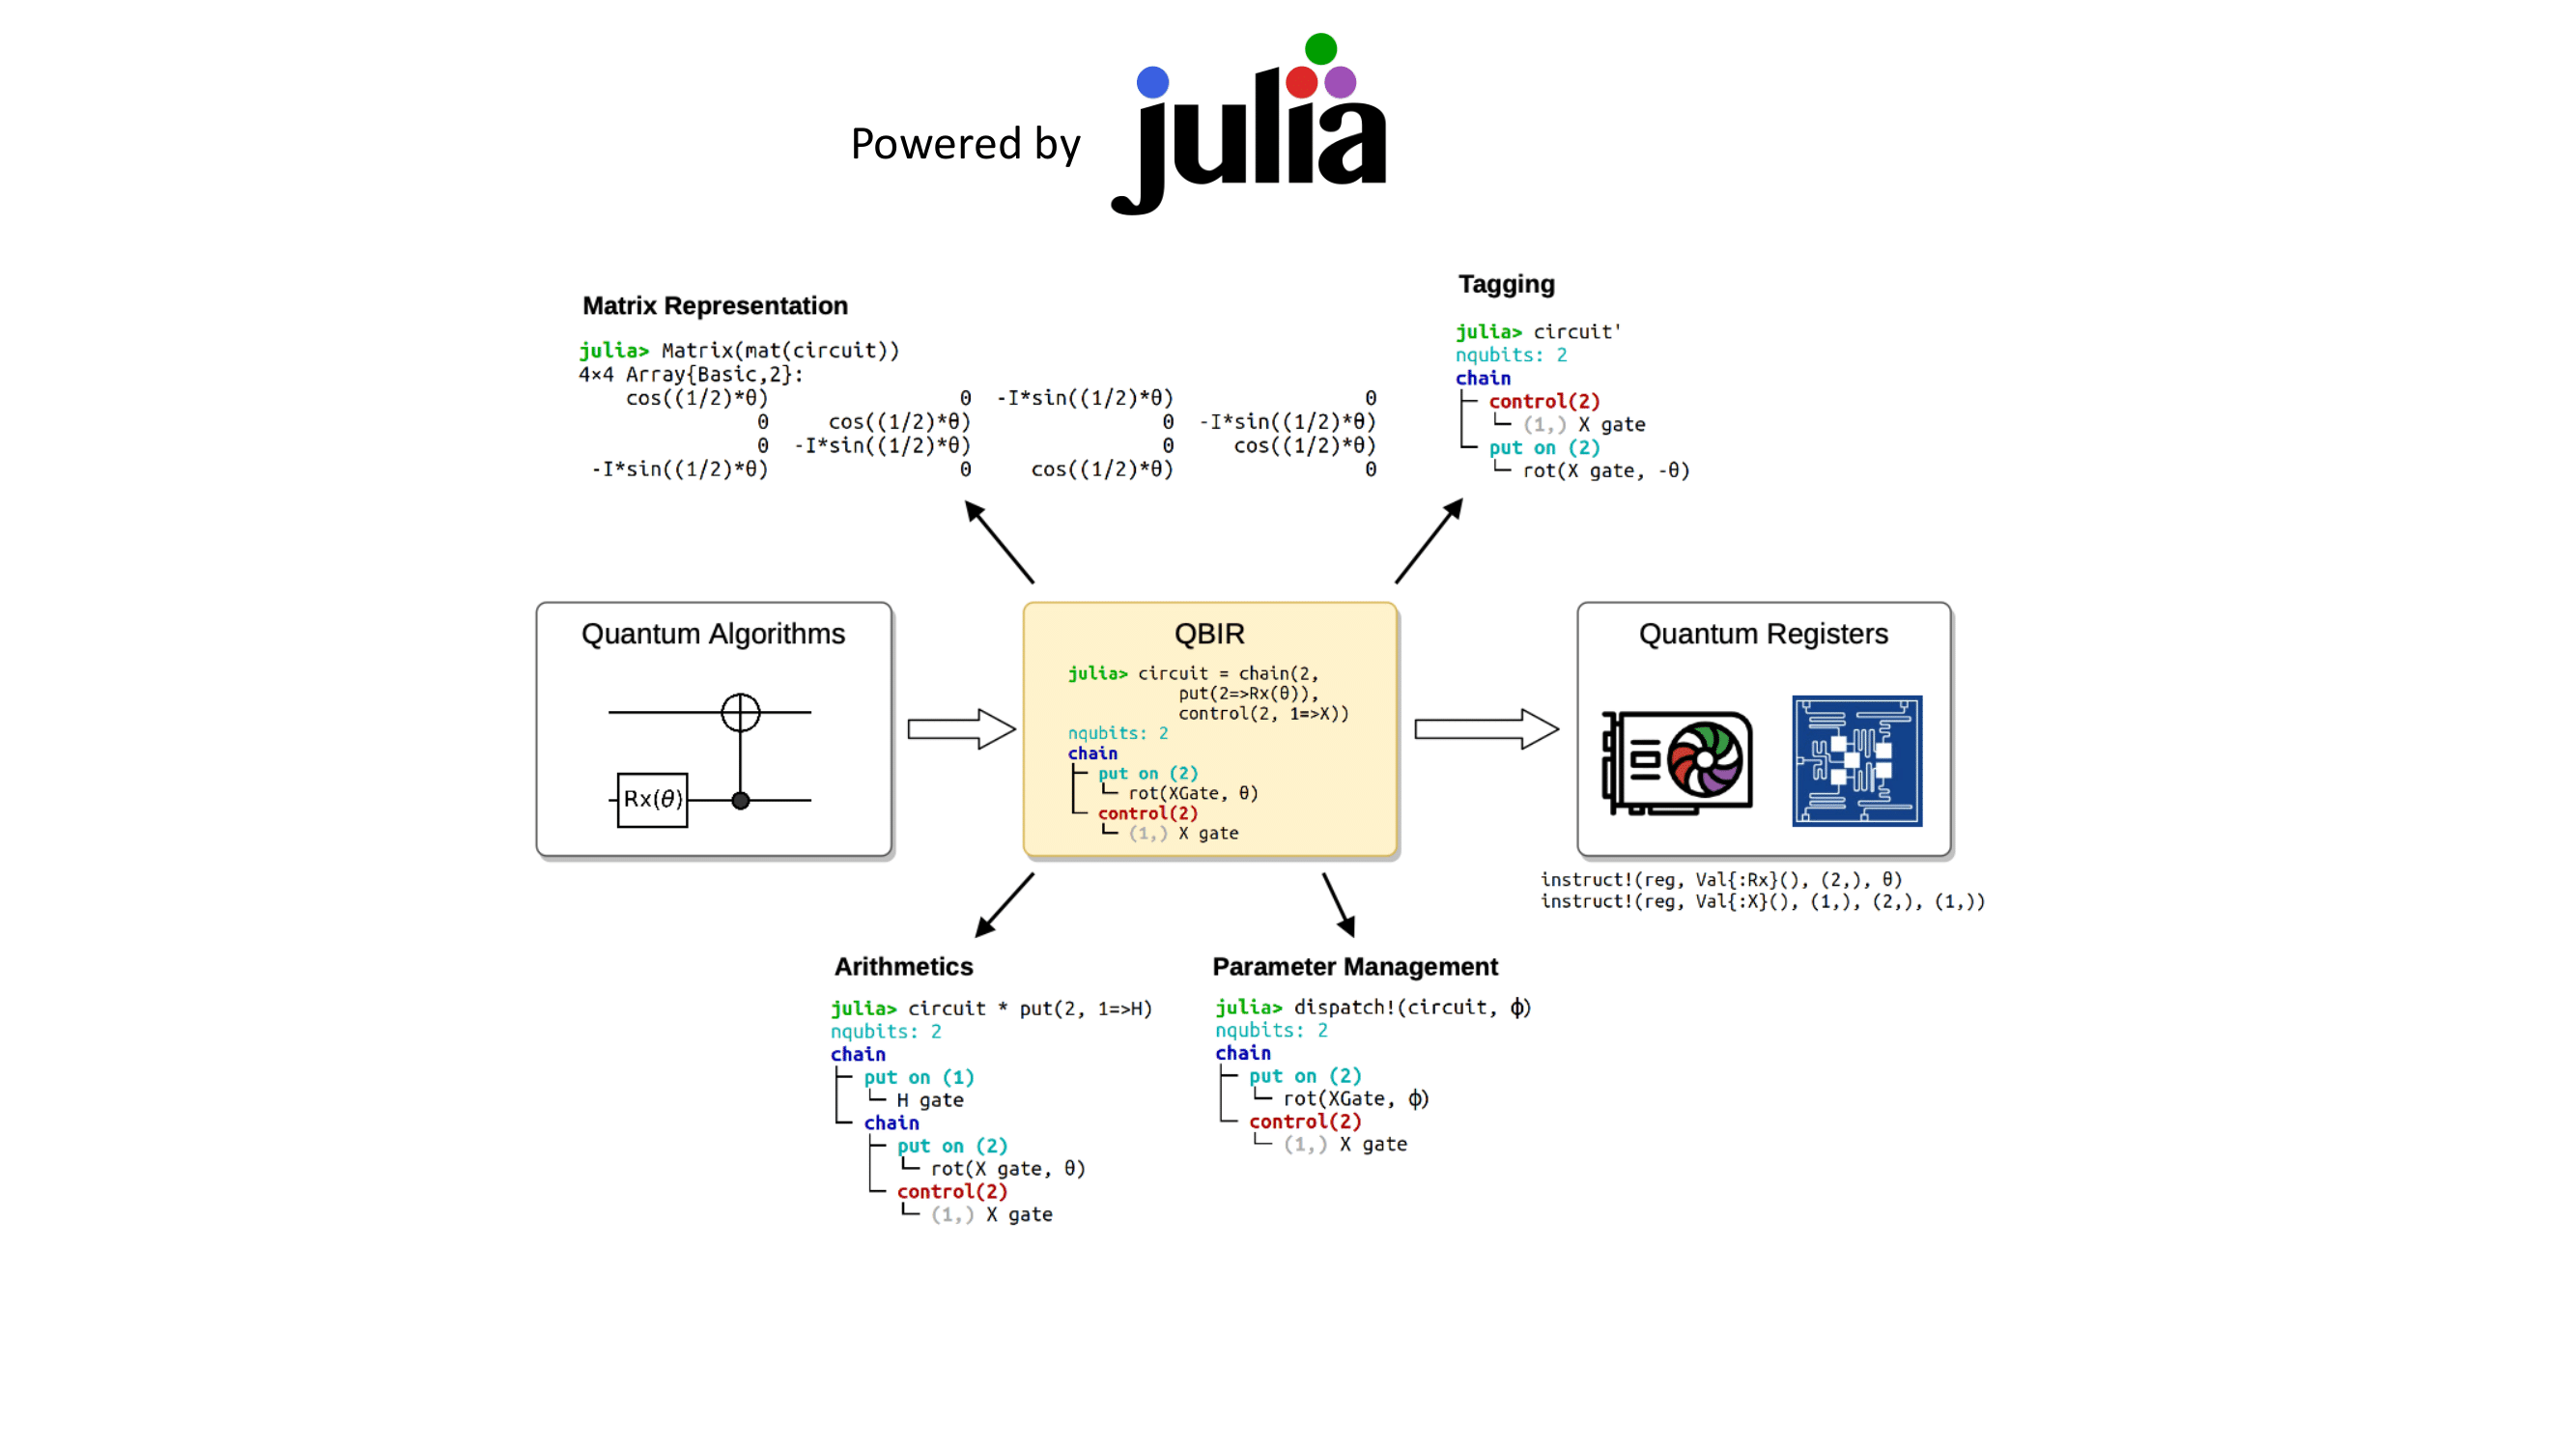 Powered by julia
Matrix Representation
julia> Matrix(mat(circuit))
4×4 Array{Basic,2}:
cos((1/2)*θ) 0 -I*sin((1/2)*θ) 0
0 cos((1/2)*θ) 0 -I*sin((1/2)*θ)
0 -I*sin((1/2)*θ) 0 cos((1/2)*θ)
-I*sin((1/2)*θ) 0 cos((1/2)*θ) 0
Tagging
julia> circuit'
nqubits: 2
chain
├─ control(2)
│  └─ (1,) X gate
└─ put on (2)
   └─ rot(X gate, -θ)
Quantum Algorithms
Rx(θ)
QBIR
julia> circuit = chain(2,
put(2=>Rx(θ)),
control(2, 1=>X))
nqubits: 2
chain
├─ put on (2)
│  └─ rot(XGate, θ)
└─ control(2)
   └─ (1,) X gate
Quantum Registers
instruct!(reg, Val{:Rx}(), (2,), θ)
instruct!(reg, Val{:X}(), (1,), (2,), (1,))
Arithmetics
julia> circuit * put(2, 1=>H)
nqubits: 2
chain
├─ put on (1)
│  └─ H gate
└─ chain
   ├─ put on (2)
   │  └─ rot(X gate, θ)
   └─ control(2)
      └─ (1,) X gate
Parameter Management
julia> dispatch!(circuit, ϕ)
nqubits: 2
chain
├─ put on (2)
│  └─ rot(XGate, ϕ)
└─ control(2)
   └─ (1,) X gate